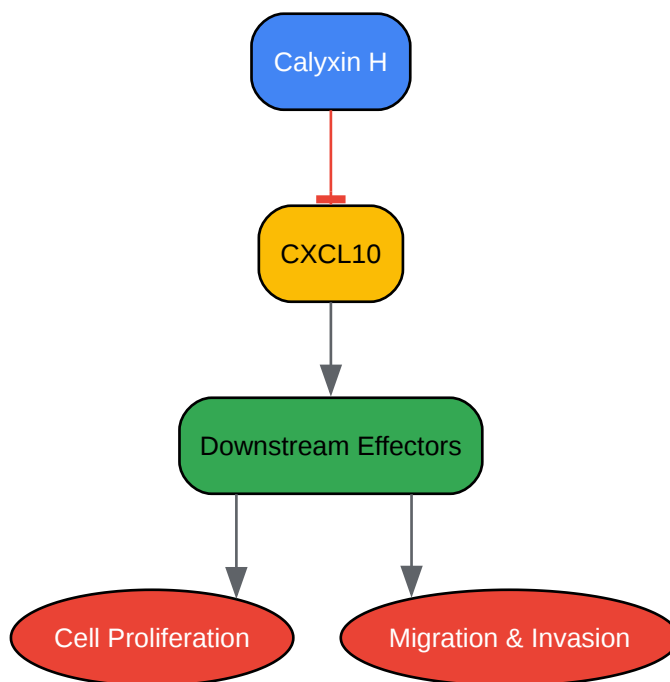 Calyxin H
CXCL10
Downstream Effectors
Cell Proliferation
Migration & Invasion